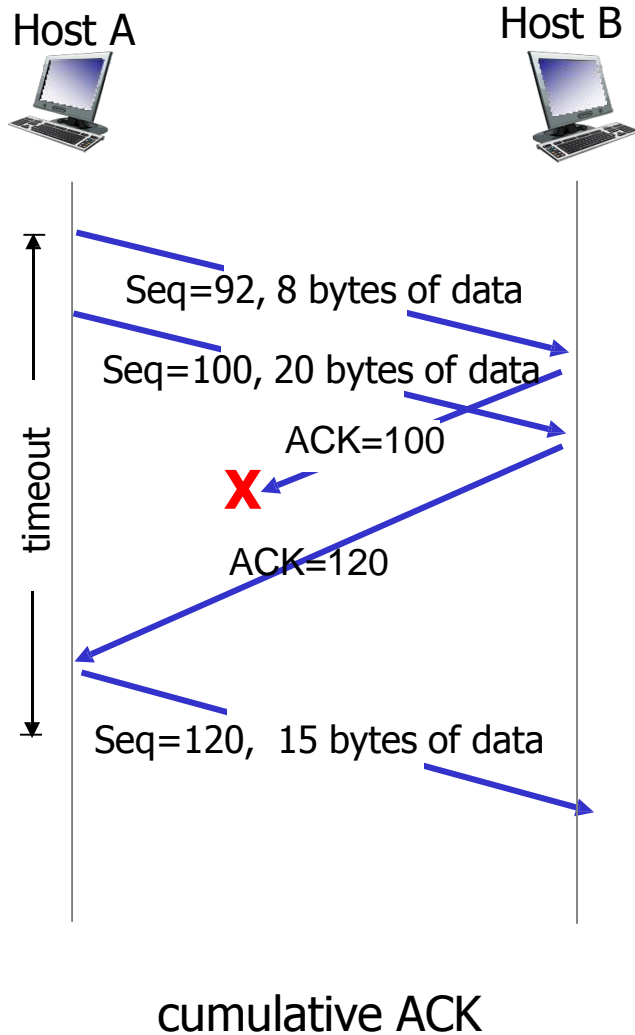 Host A
Host B
Seq=92, 8 bytes of data
Seq=100, 20 bytes of data
ACK=100
X
timeout
ACK=120
Seq=120, 15 bytes of data
cumulative ACK